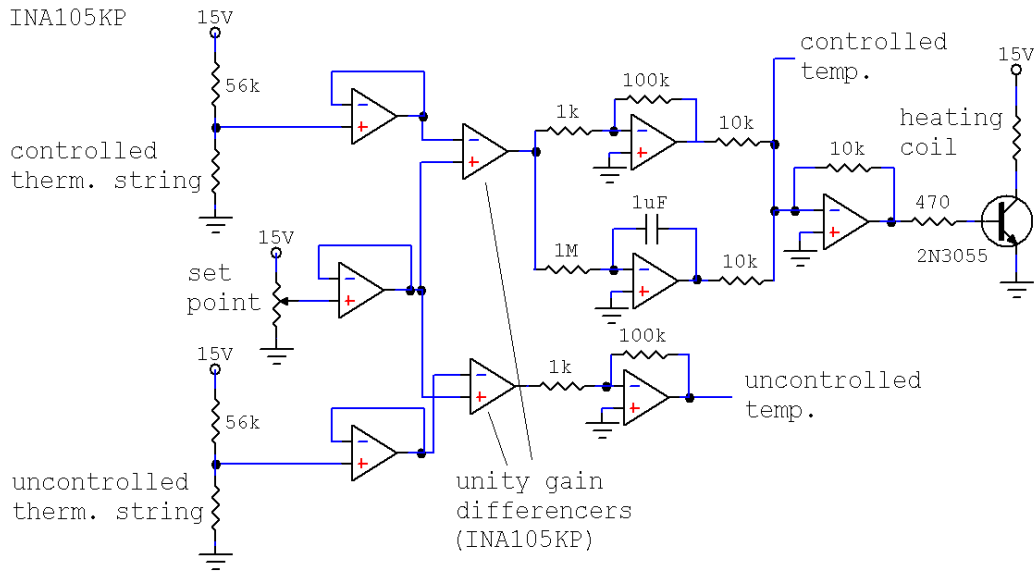 INA105KP
15V
56k
controlled
therm. string
15V
set
point
15V
56k
uncontrolled
therm. string
−
+
−
+
−
+
−
+
−
+
unity gain
differencers
(INA105KP)
1k
100k
−
+
10k
1M
1uF
−
+
10k
1k
100k
−
+
uncontrolled
temp.
controlled
temp.
10k
−
+
470
15V
heating
coil
2N3055